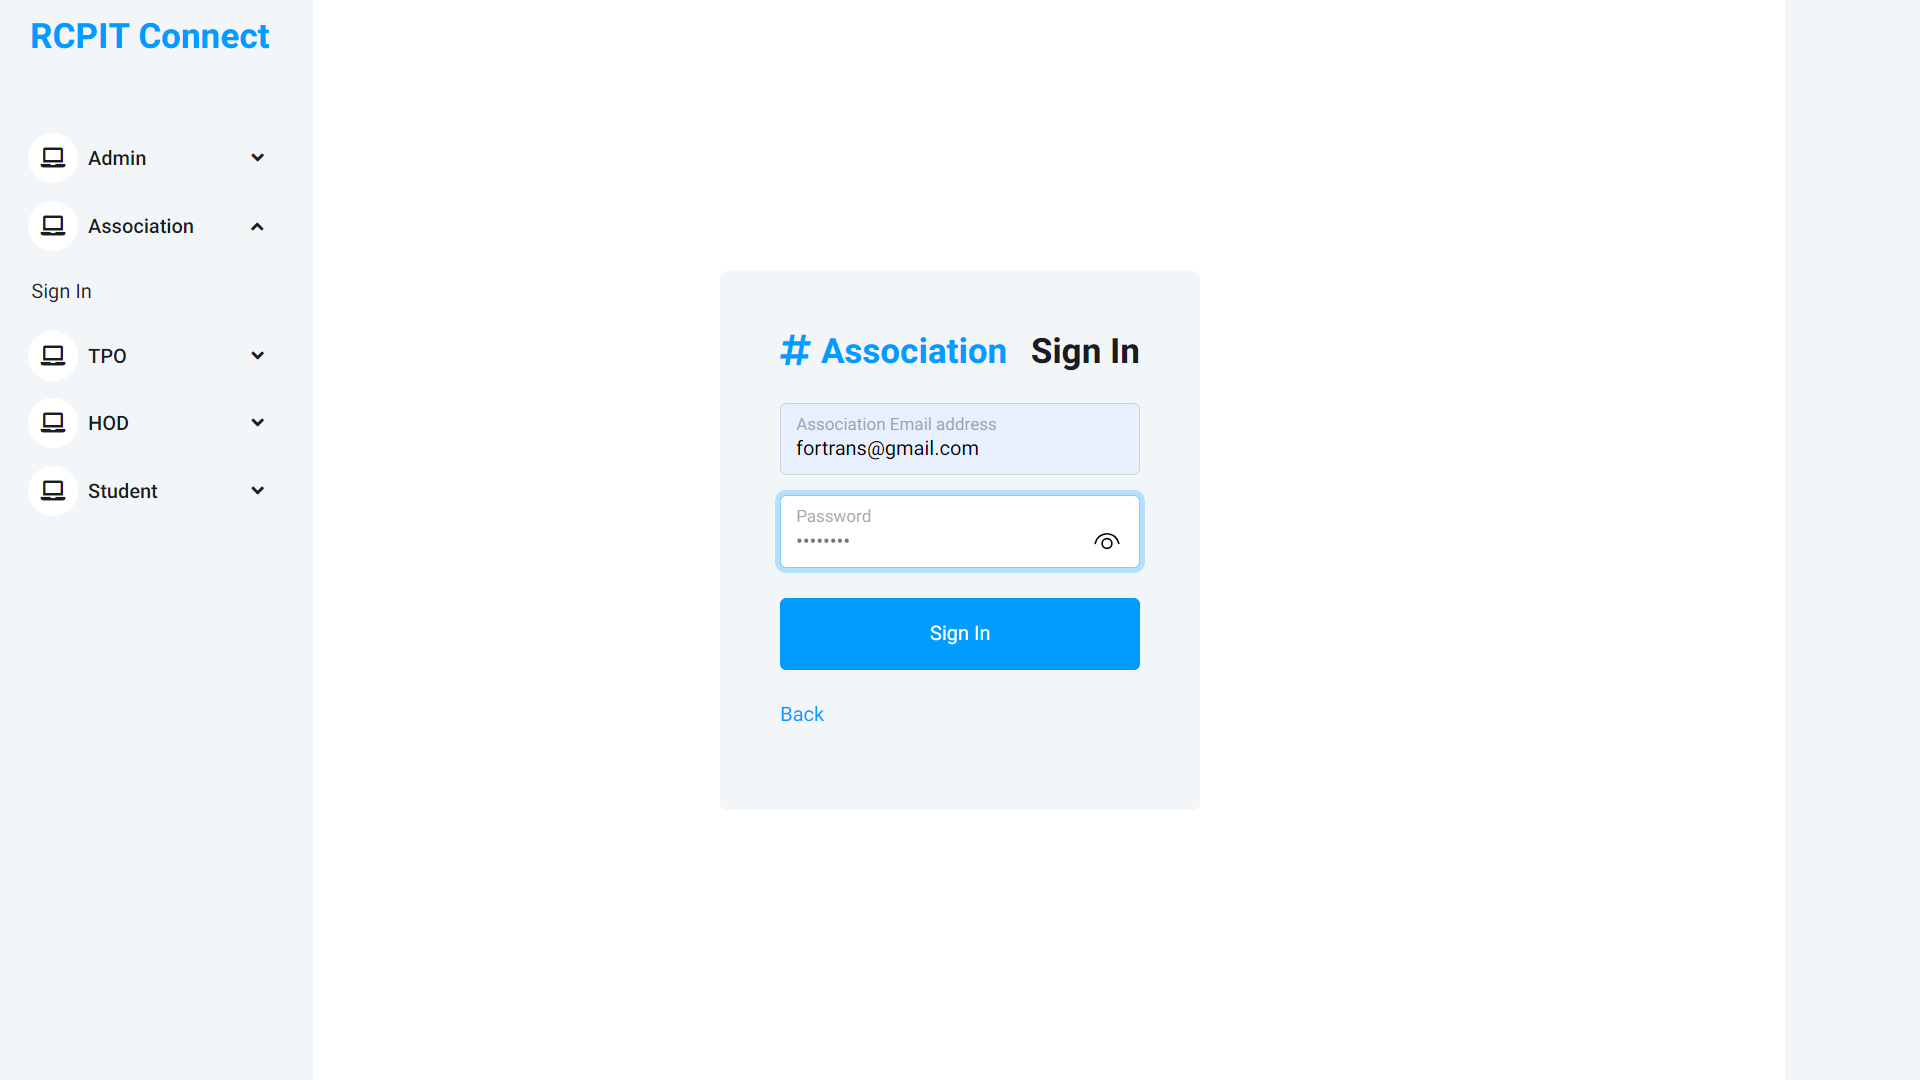 RCPIT Connect
Admin
Association
Sign In
TPO
HOD
Student
# Association Sign In
Association Email address
fortrans@gmail.com
Password
••••••••
Sign In
Back